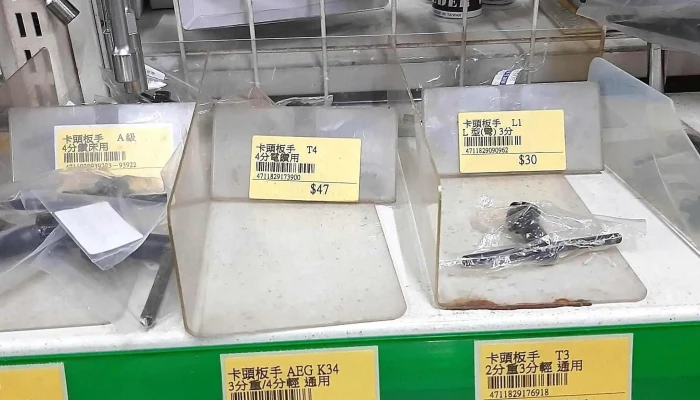 卡頭板手 A級
4分鑽床用
卡頭板手 T4
4分電鑽用
4711829173900
$47
卡頭板手 L1
L型(彎)3分
4711829090962
$30
卡頭板手 AEG K34
3分重/4分輕 通用
卡頭板手 T3
2分重3分輕 通用
4711829176918